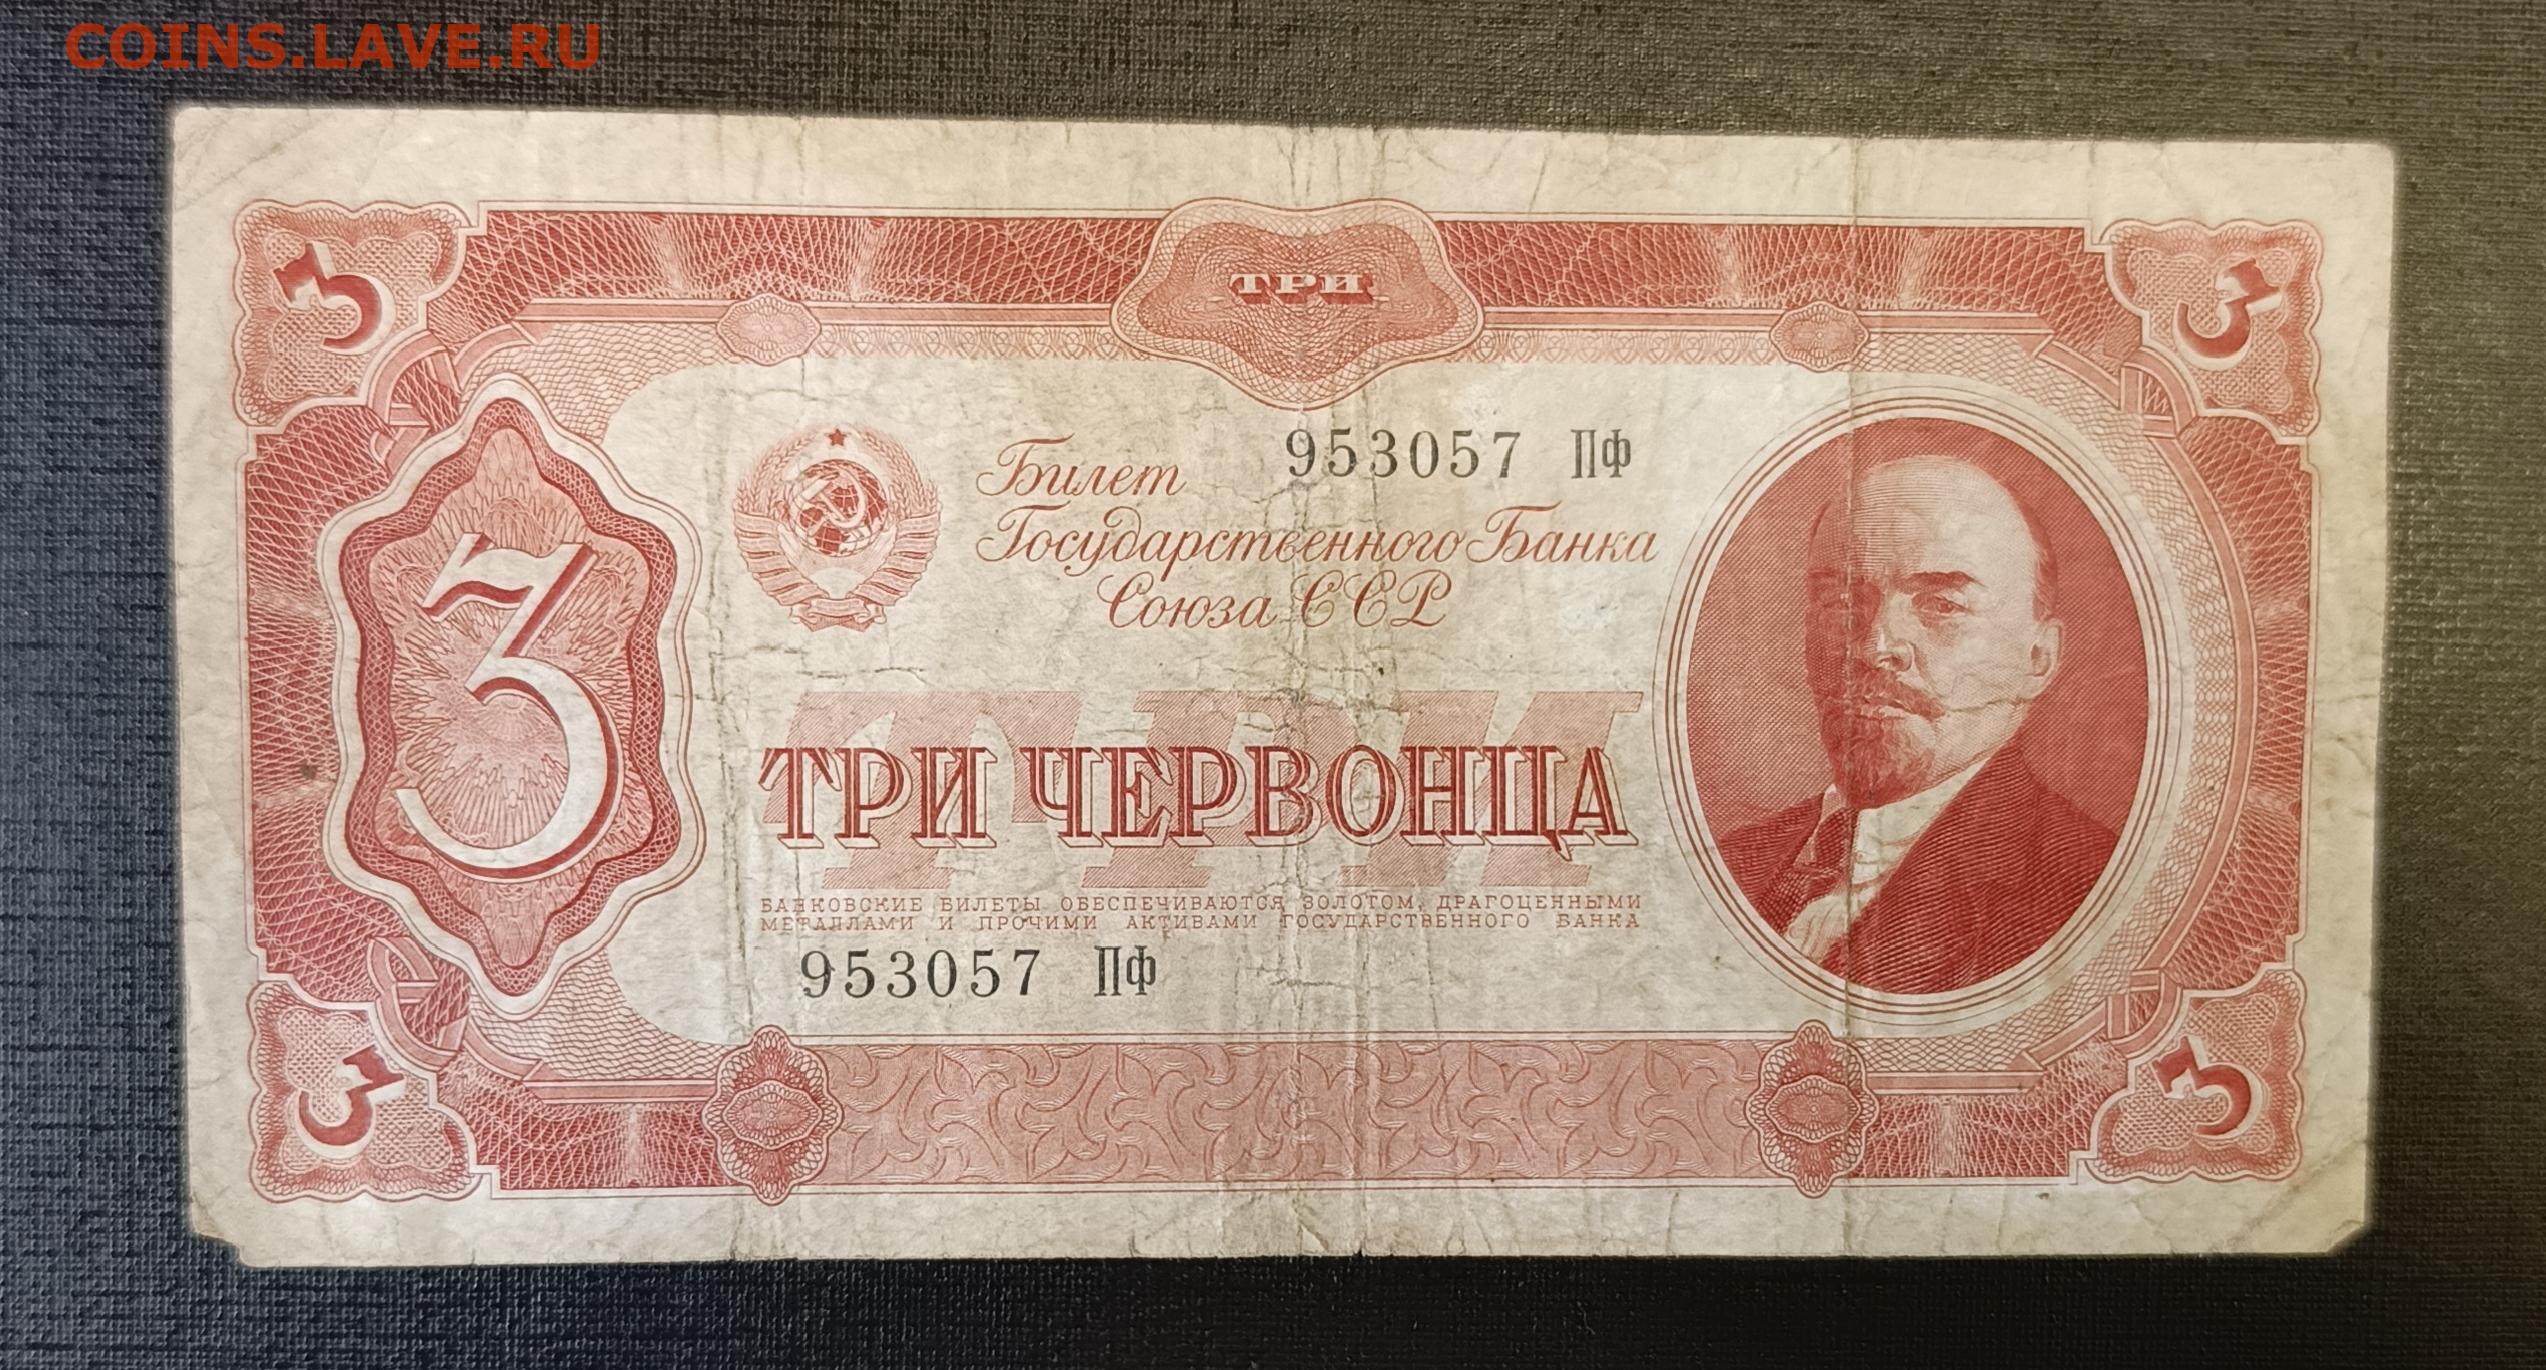 COINS.LAVE.RU
3
ТРИ
3
953057 ПФ
Билет
Государственного Банка
Союза ССР
3
ТРИ
ТРИ ЧЕРВОНЦА
БАНКОВСКИЕ БИЛЕТЫ ОБЕСПЕЧИВАЮТСЯ ЗОЛОТОМ, ДРАГОЦЕННЫМИ
МЕТАЛЛАМИ И ПРОЧИМИ АКТИВАМИ ГОСУДАРСТВЕННОГО БАНКА
953057 ПФ
3
3